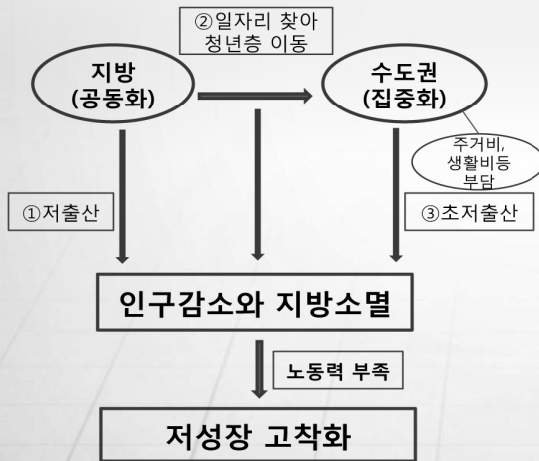 ②일자리 찾아
청년층 이동
지방
(공동화)
수도권
(집중화)
주거비,
생활비등
부담
①저출산
③초저출산
인구감소와 지방소멸
노동력 부족
저성장 고착화